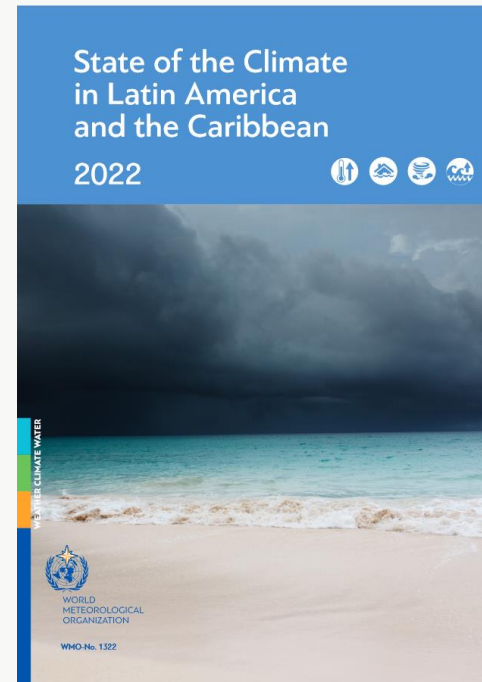 State of the Climate
in Latin America
and the Caribbean
2022
WEATHER CLIMATE WATER
WORLD
METEOROLOGICAL
ORGANIZATION
WMO-No. 1322